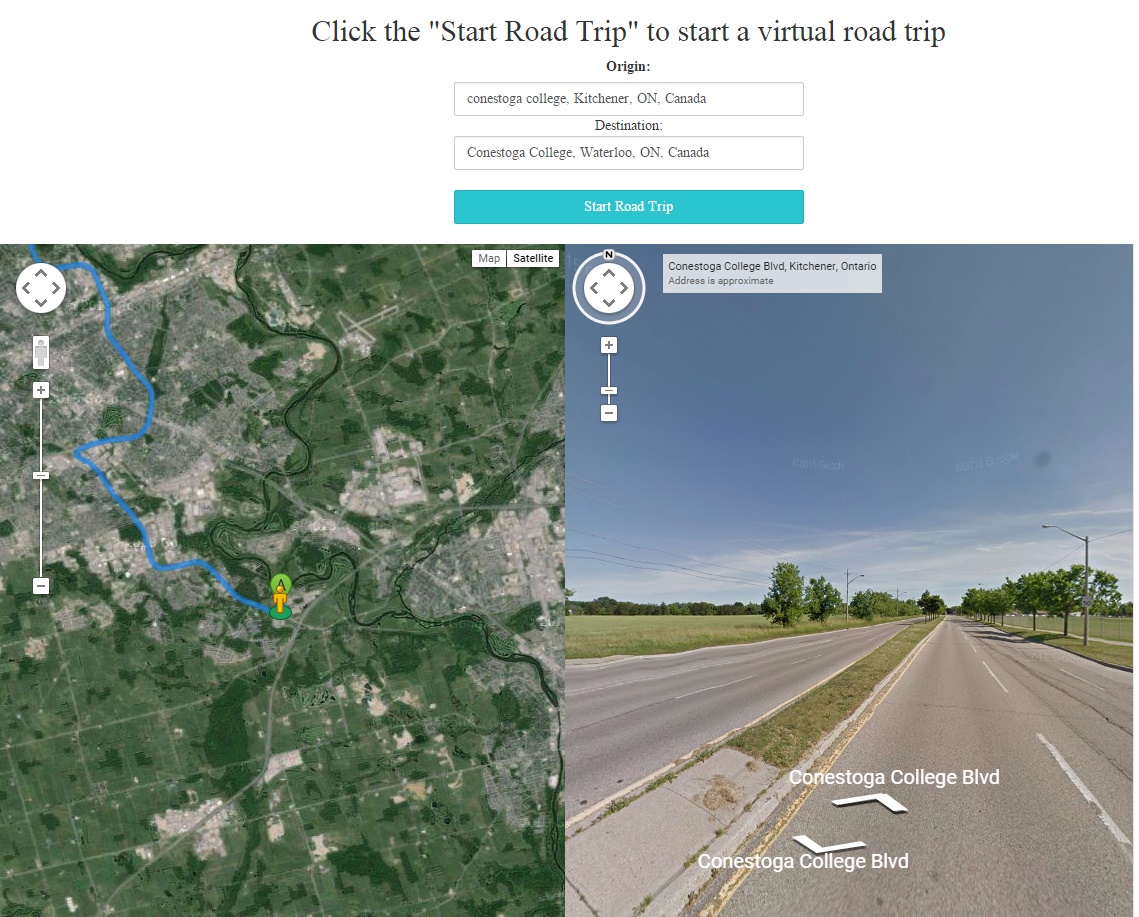 Click the "Start Road Trip" to start a virtual road trip
Origin:
conestoga college, Kitchener, ON, Canada
Destination:
Conestoga College, Waterloo, ON, Canada
Start Road Trip
Map Satellite
N
Conestoga College Blvd, Kitchener, Ontario
Address is approximate
©2015 Google
©2015 Google
A
Conestoga College Blvd
Conestoga College Blvd